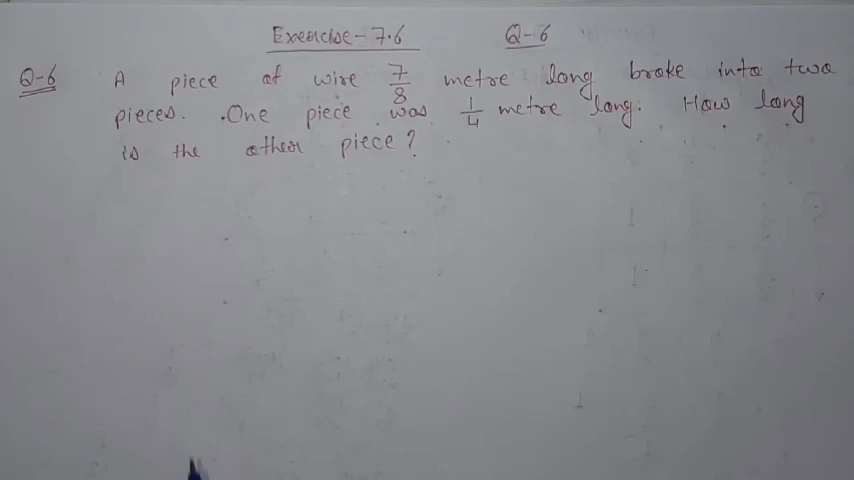 Exercise-7.6 Q-6
Q-6 A piece of wire 7/8 metre long broke into two
pieces. One piece was 1/4 metre long. How long
is the other piece?